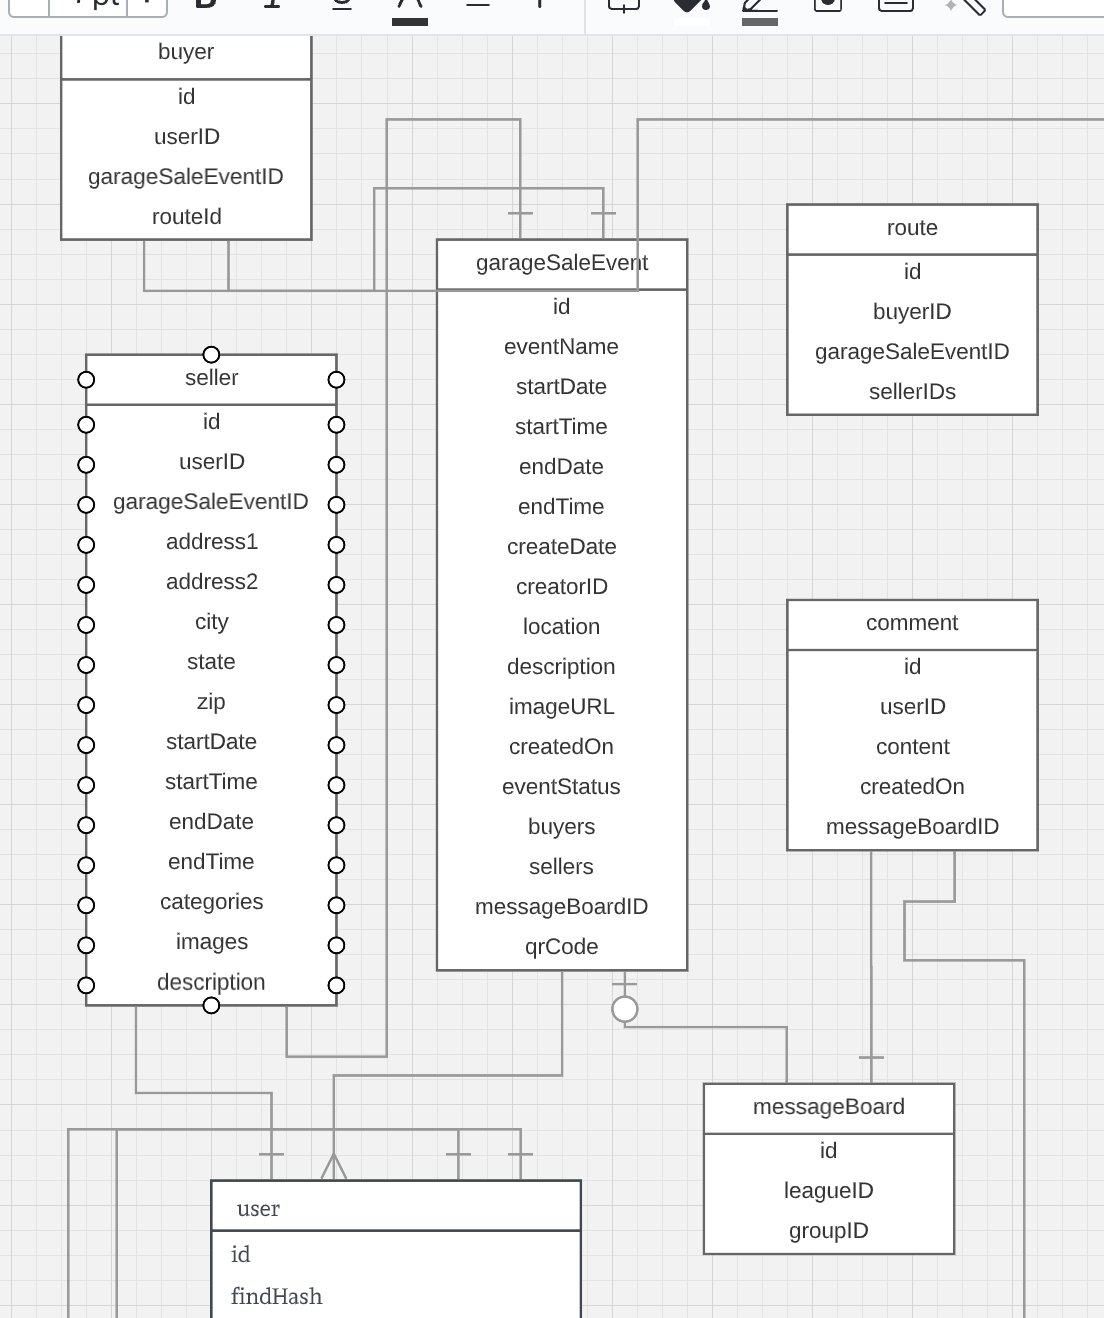 buyer
id
userID
garageSaleEventID
routeId
garageSaleEvent
id
eventName
startDate
startTime
endDate
endTime
createDate
creatorID
location
description
imageURL
createdOn
eventStatus
buyers
sellers
messageBoardID
qrCode
route
id
buyerID
garageSaleEventID
sellerIDs
seller
id
userID
garageSaleEventID
address1
address2
city
state
zip
startDate
startTime
endDate
endTime
categories
images
description
comment
id
userID
content
createdOn
messageBoardID
messageBoard
id
leagueID
groupID
user
id
findHash